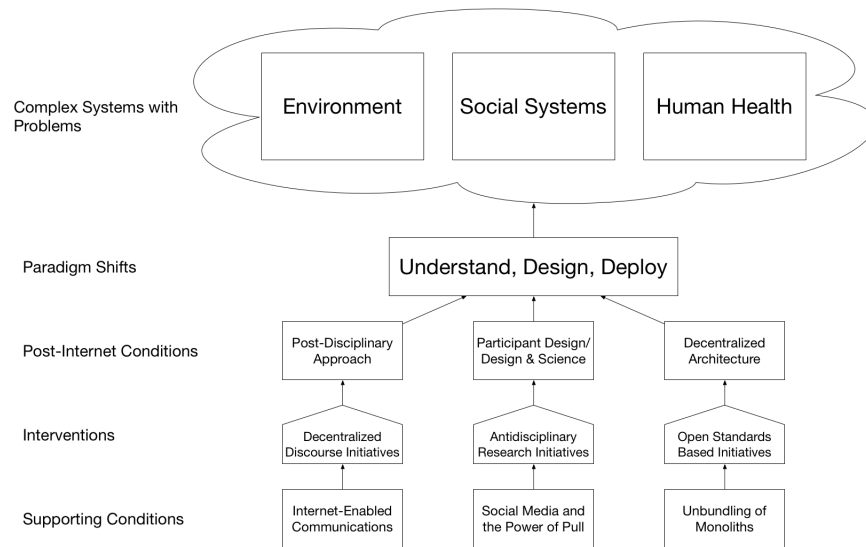 Complex Systems with
Problems
Environment
Social Systems
Human Health
Paradigm Shifts
Understand, Design, Deploy
Post-Internet Conditions
Post-Disciplinary
Approach
Participant Design/
Design & Science
Decentralized
Architecture
Interventions
Decentralized
Discourse Initiatives
Antidisciplinary
Research Initiatives
Open Standards
Based Initiatives
Supporting Conditions
Internet-Enabled
Communications
Social Media and
the Power of Pull
Unbundling of
Monoliths